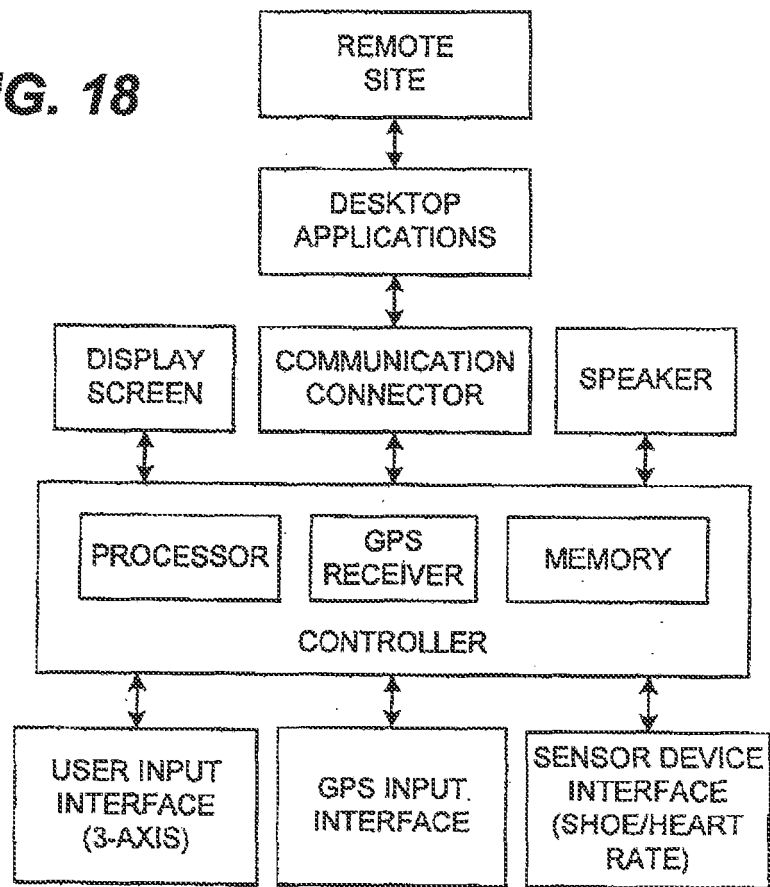 IG. 18
REMOTE
SITE
DESKTOP
APPLICATIONS
DISPLAY
SCREEN
COMMUNICATION
CONNECTOR
SPEAKER
PROCESSOR
GPS
RECEIVER
MEMORY
CONTROLLER
USER INPUT
INTERFACE
(3-AXIS)
GPS INPUT
INTERFACE
SENSOR DEVICE
INTERFACE
(SHOE/HEART
RATE)